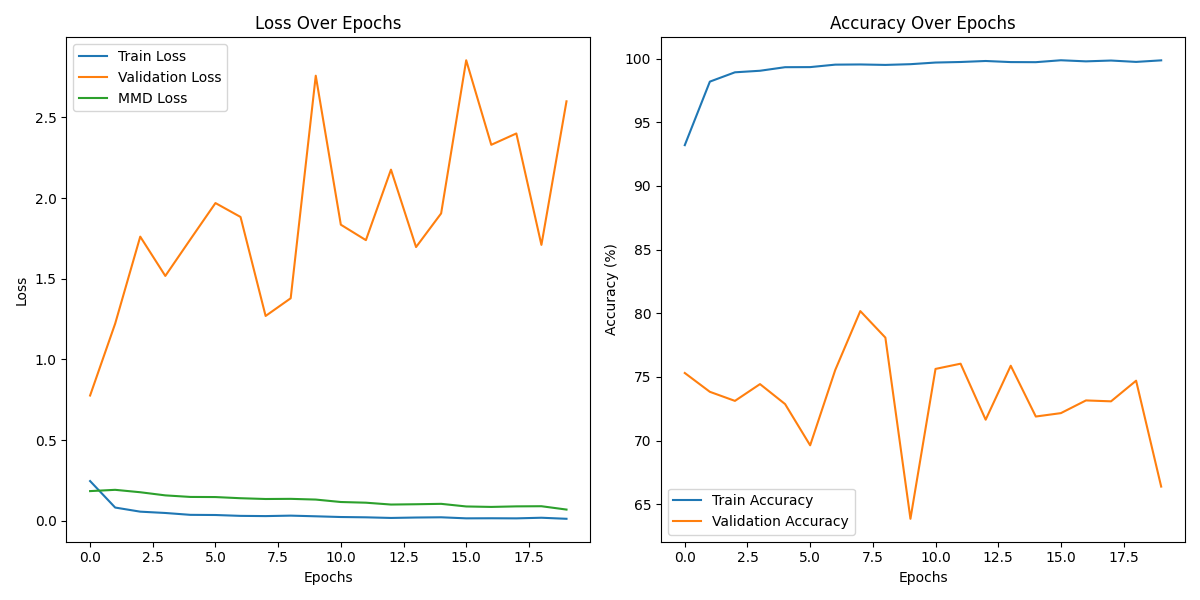 Loss Over Epochs
Train Loss
Validation Loss
MMD Loss
2.5
2.0
1.5
1.0
0.5
0.0
Loss
0.0 2.5 5.0 7.5 10.0 12.5 15.0 17.5
Epochs
Accuracy Over Epochs
100
95
90
85
80
75
70
65
Accuracy (%)
Train Accuracy
Validation Accuracy
0.0 2.5 5.0 7.5 10.0 12.5 15.0 17.5
Epochs